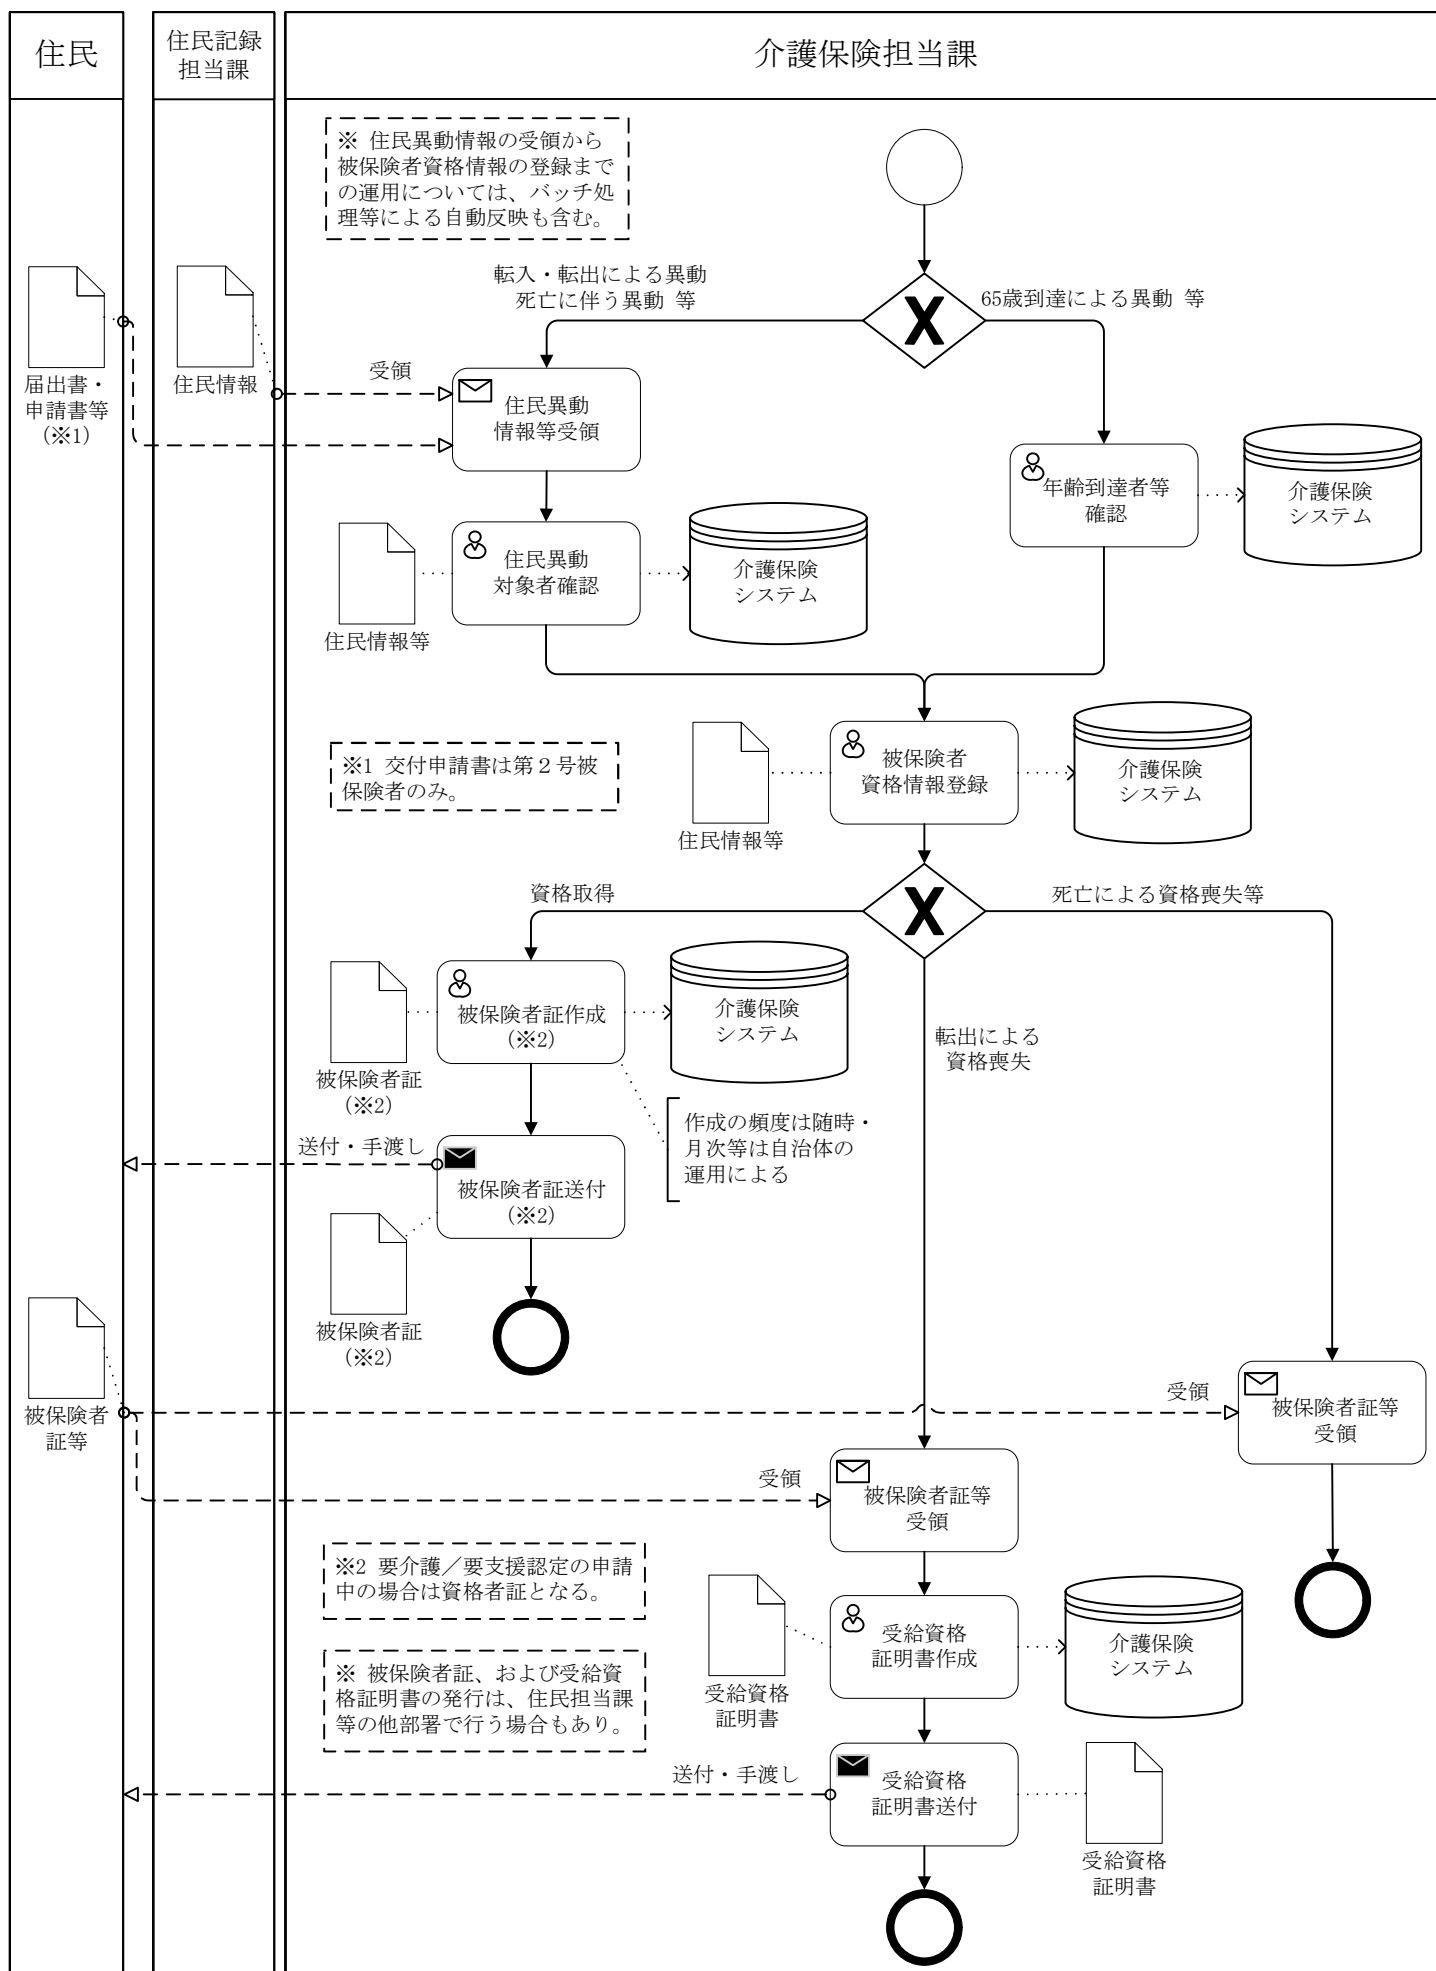 住民
住民記録
担当課
介護保険担当課
※ 住民異動情報の受領から
被保険者資格情報の登録まで
の運用については、バッチ処
理等による自動反映も含む。
転入・転出による異動
死亡に伴う異動 等
65歳到達による異動 等
届出書・
申請書等
(※1)
住民情報
受領
住民異動
情報等受領
年齢到達者等
確認
介護保険
システム
住民異動
対象者確認
介護保険
システム
住民情報等
※1 交付申請書は第２号被
保険者のみ。
被保険者
資格情報登録
介護保険
システム
住民情報等
資格取得
死亡による資格喪失等
被保険者証作成
(※2)
介護保険
システム
転出による
資格喪失
被保険者証
(※2)
作成の頻度は随時・
月次等は自治体の
運用による
送付・手渡し
被保険者証送付
(※2)
被保険者証
(※2)
被保険者
証等
受領
被保険者証等
受領
受領
被保険者証等
受領
※2 要介護／要支援認定の申請
中の場合は資格者証となる。
受給資格
証明書作成
介護保険
システム
受給資格
証明書
※ 被保険者証、および受給資
格証明書の発行は、住民担当課
等の他部署で行う場合もあり。
送付・手渡し
受給資格
証明書送付
受給資格
証明書